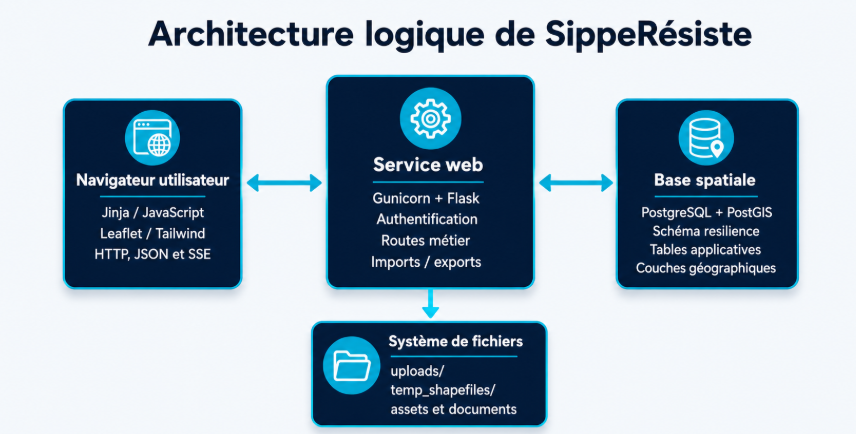 Architecture logique de SippeRésiste
Navigateur utilisateur
Jinja / JavaScript
Leaflet / Tailwind
HTTP, JSON et SSE
Service web
Gunicorn + Flask
Authentification
Routes métier
Imports / exports
Base spatiale
PostgreSQL + PostGIS
Schéma resilience
Tables applicatives
Couches géographiques
Système de fichiers
uploads/
temp_shapefiles/
assets et documents